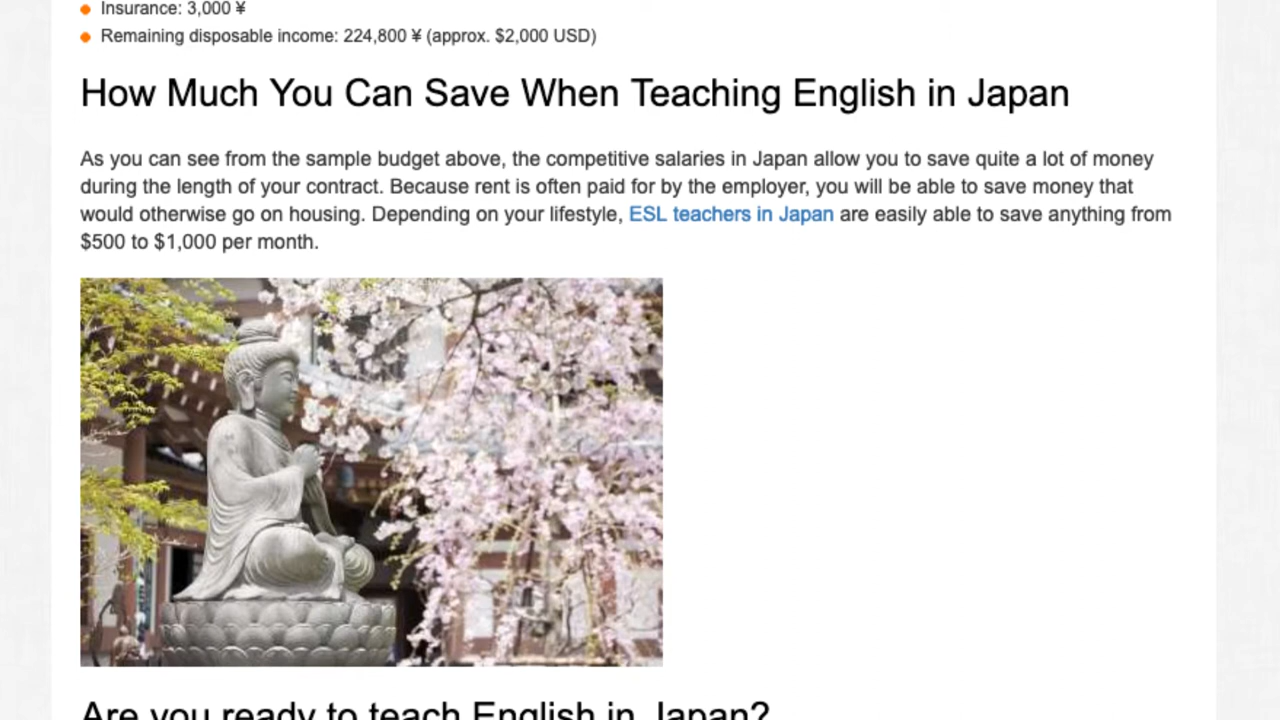 Insurance: 3,000 ¥
Remaining disposable income: 224,800 ¥ (approx. $2,000 USD)
How Much You Can Save When Teaching English in Japan
As you can see from the sample budget above, the competitive salaries in Japan allow you to save quite a lot of money
during the length of your contract. Because rent is often paid for by the employer, you will be able to save money that
would otherwise go on housing. Depending on your lifestyle, ESL teachers in Japan are easily able to save anything from
$500 to $1,000 per month.
Are you ready to teach English in Japan?